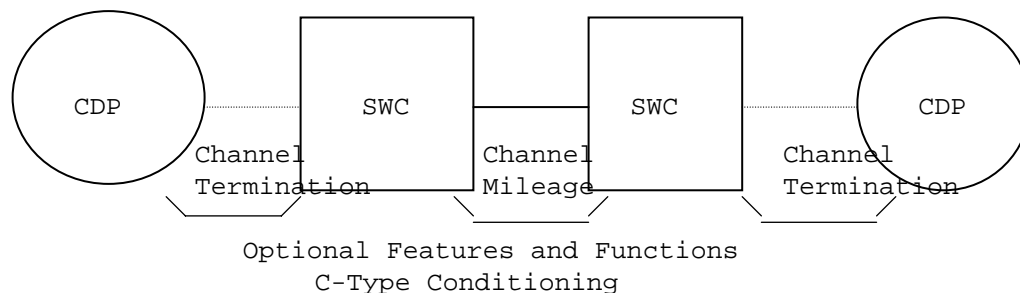 CDP SWC SWC CDP
Channel Channel Channel
Termination Mileage Termination
Optional Features and Functions
C-Type Conditioning